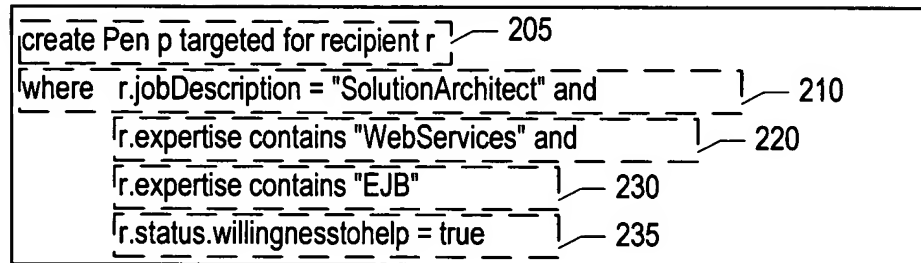 create Pen p targeted for recipient r 205
where r.jobDescription = "SolutionArchitect" and 210
r.expertise contains "WebServices" and 220
r.expertise contains "EJB" 230
r.status.willingnesstohelp = true 235